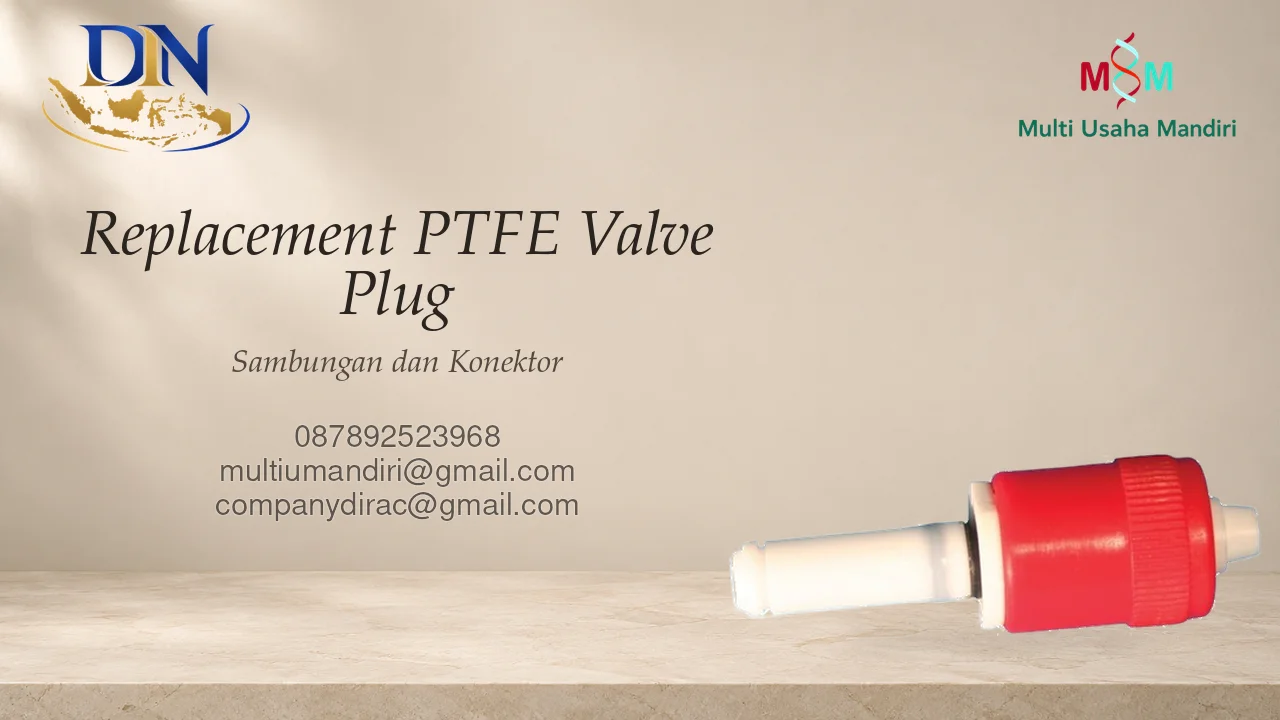 DN
M M
Multi Usaha Mandiri
Replacement PTFE Valve
Plug
Sambungan dan Konektor
087892523968
multiumandiri@gmail.com
companydirac@gmail.com